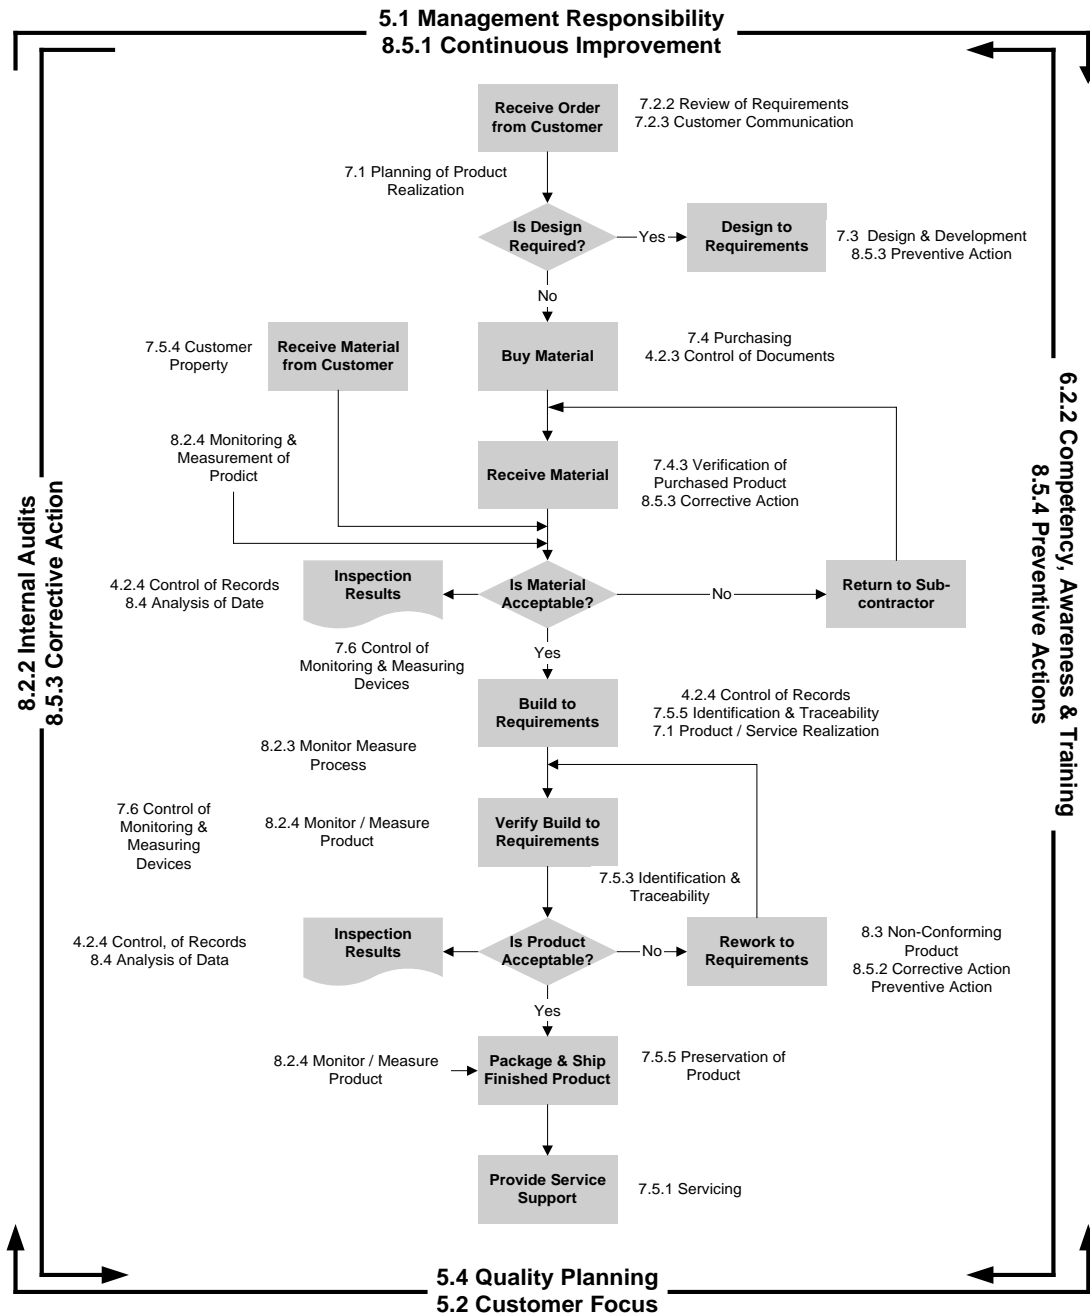 5.1 Management Responsibility
8.5.1 Continuous Improvement
Receive Order
from Customer
7.2.2 Review of Requirements
7.2.3 Customer Communication
7.1 Planning of Product
Realization
Is Design
Required?
Yes
Design to
Requirements
7.3  Design & Development
8.5.3 Preventive Action
No
7.5.4 Customer
Property
Receive Material
from Customer
Buy Material
7.4 Purchasing
4.2.3 Control of Documents
8.2.4 Monitoring &
Measurement of
Prodict
Receive Material
7.4.3 Verification of
Purchased Product
8.5.3 Corrective Action
8.2.2 Internal Audits
8.5.3 Corrective Action
6.2.2 Competency, Awareness & Training
8.5.4 Preventive Actions
4.2.4 Control of Records
8.4 Analysis of Date
Inspection
Results
Is Material
Acceptable?
No
Return to Sub-
contractor
7.6 Control of
Monitoring & Measuring
Devices
Yes
Build to
Requirements
4.2.4 Control of Records
7.5.5 Identification & Traceability
7.1 Product / Service Realization
8.2.3 Monitor Measure
Process
7.6 Control of
Monitoring &
Measuring
Devices
8.2.4 Monitor / Measure
Product
Verify Build to
Requirements
7.5.3 Identification &
Traceability
4.2.4 Control, of Records
8.4 Analysis of Data
Inspection
Results
Is Product
Acceptable?
No
Rework to
Requirements
8.3 Non-Conforming
Product
8.5.2 Corrective Action
Preventive Action
Yes
8.2.4 Monitor / Measure
Product
Package & Ship
Finished Product
7.5.5 Preservation of
Product
Provide Service
Support
7.5.1 Servicing
5.4 Quality Planning
5.2 Customer Focus